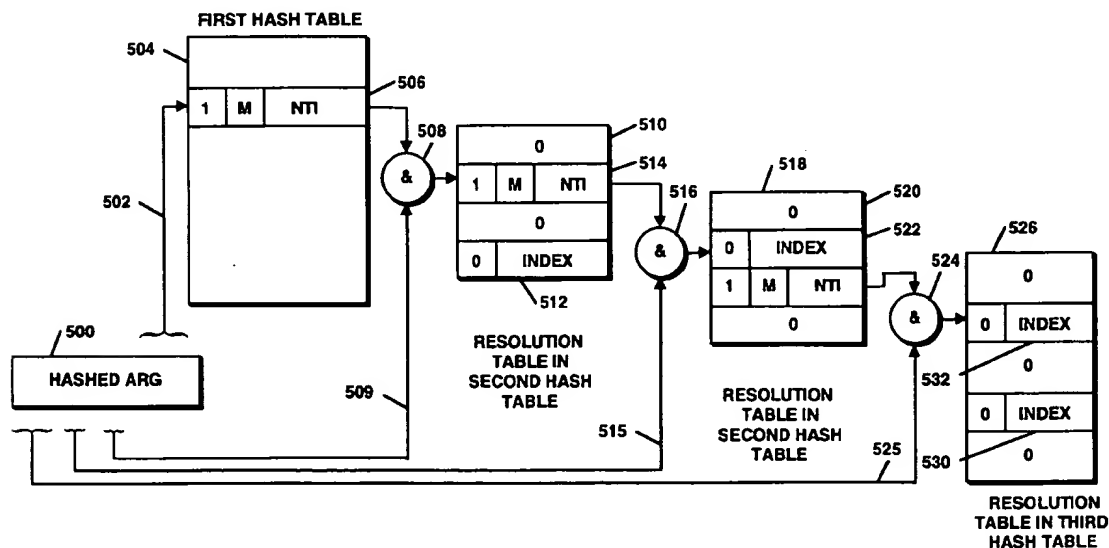 FIRST HASH TABLE
504
506
1 M NTI
508
&
502
510
0
514
1 M NTI
0
0 INDEX
512
516
&
518
520
0
522
0 INDEX
1 M NTI
0
524
&
526
0
0 INDEX
532
0
0 INDEX
530
0
500
HASHED ARG
509
RESOLUTION
TABLE IN
SECOND HASH
TABLE
515
RESOLUTION
TABLE IN
SECOND HASH
TABLE
525
RESOLUTION
TABLE IN THIRD
HASH TABLE